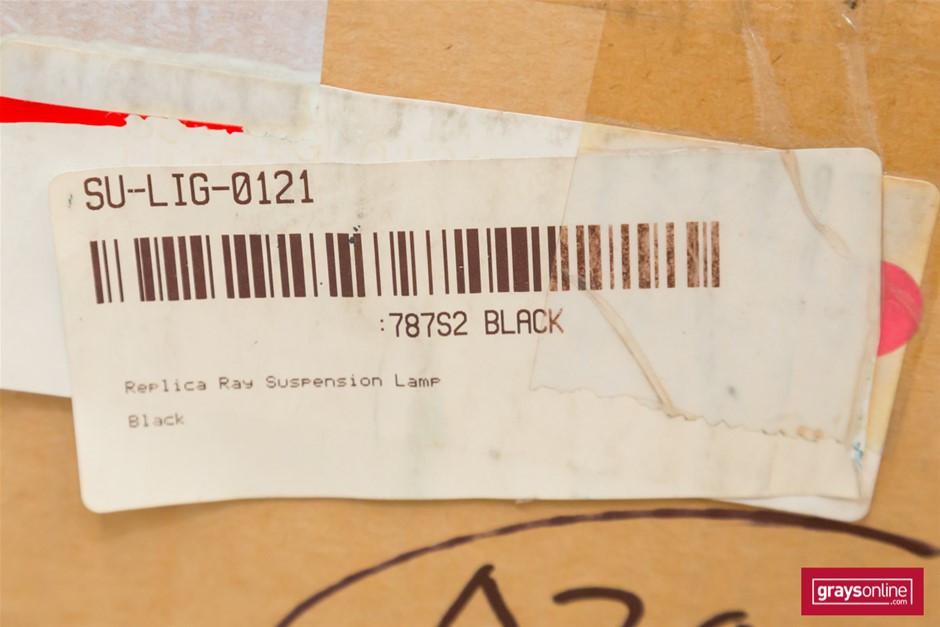 SU-LIG-0121
:787S2 BLACK
Replica Ray Suspension Lamp
Black
graysonline
.com